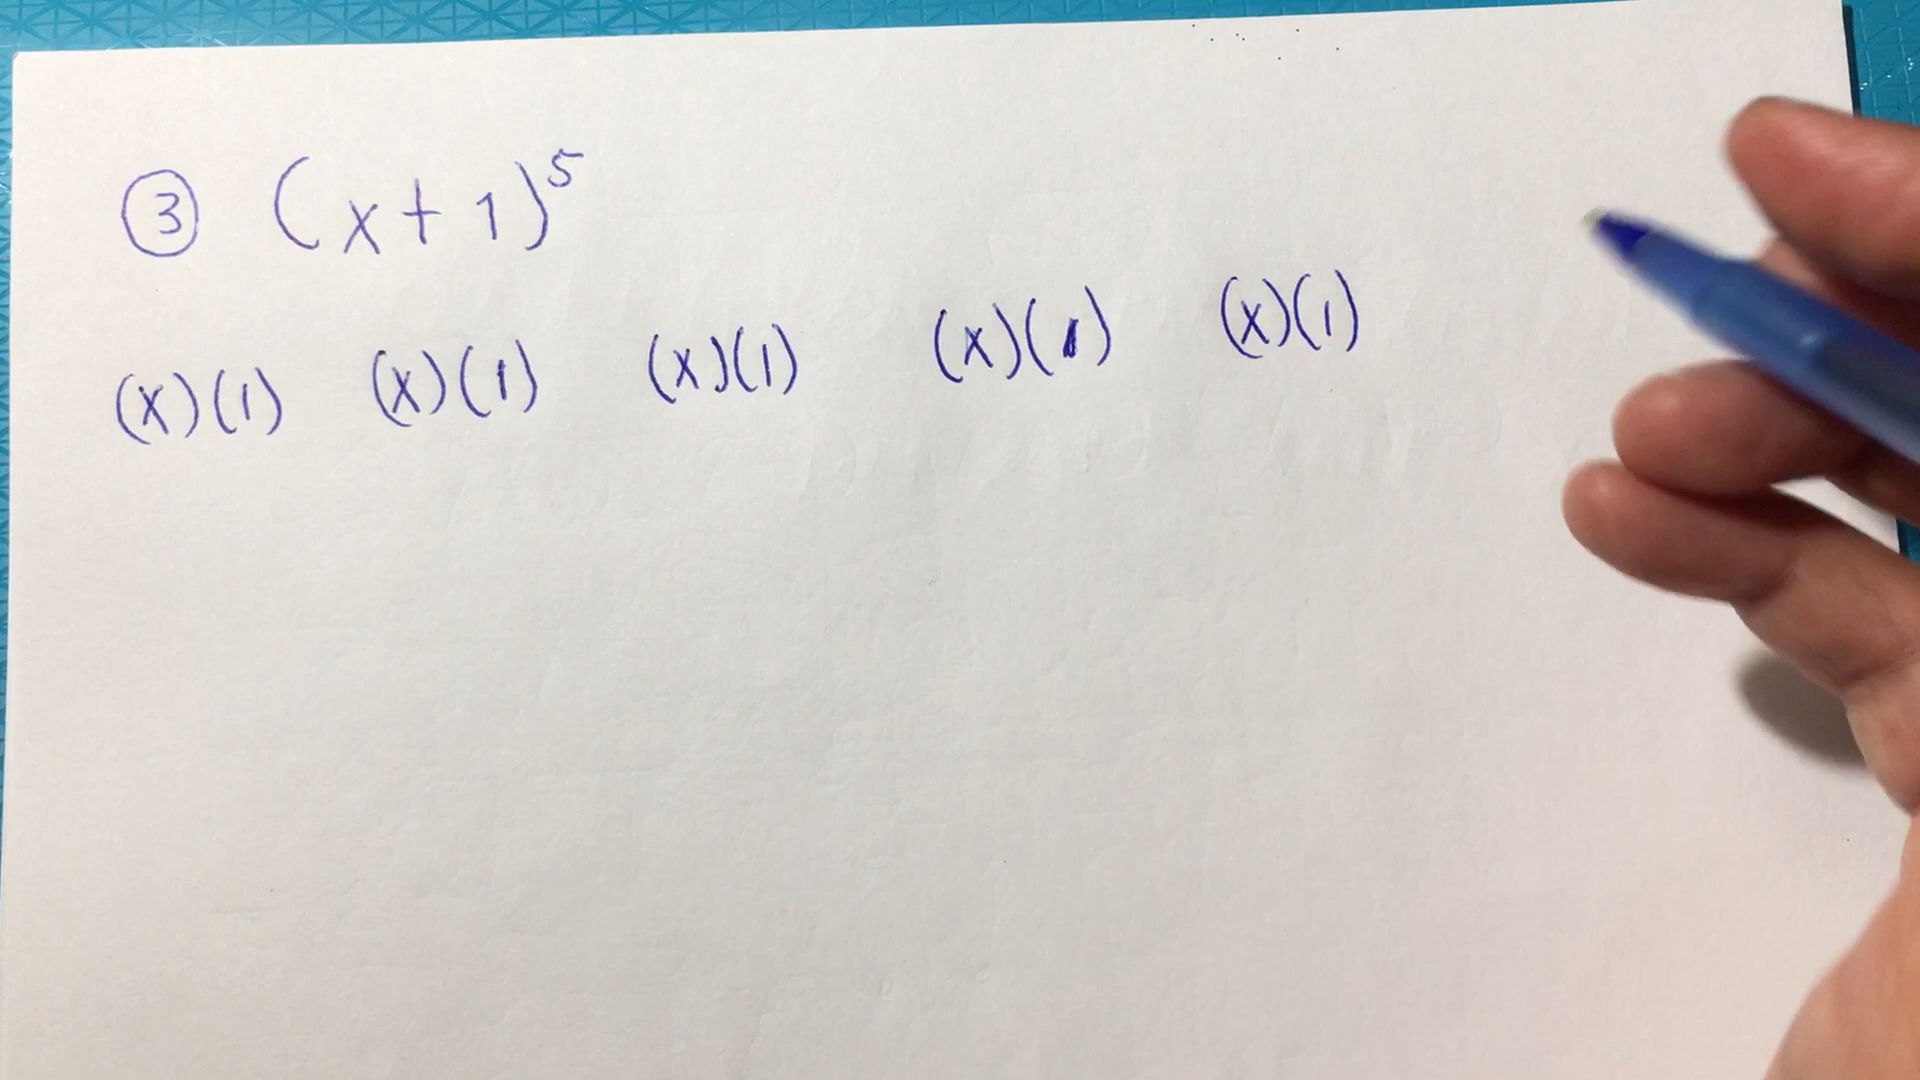 ③ (x+1)⁵
(x)(1) (x)(1) (x)(1) (x)(1) (x)(1)